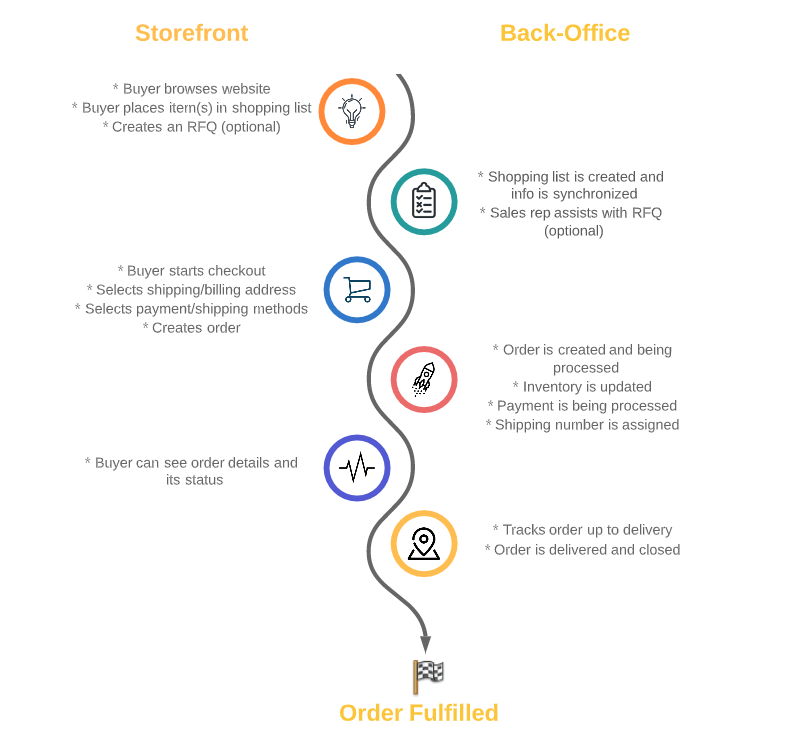 Storefront
Back-Office
* Buyer browses website
* Buyer places item(s) in shopping list
* Creates an RFQ (optional)
* Shopping list is created and
info is synchronized
* Sales rep assists with RFQ
(optional)
* Buyer starts checkout
* Selects shipping/billing address
* Selects payment/shipping methods
* Creates order
* Order is created and being
processed
* Inventory is updated
* Payment is being processed
* Shipping number is assigned
* Buyer can see order details and
its status
* Tracks order up to delivery
* Order is delivered and closed
Order Fulfilled